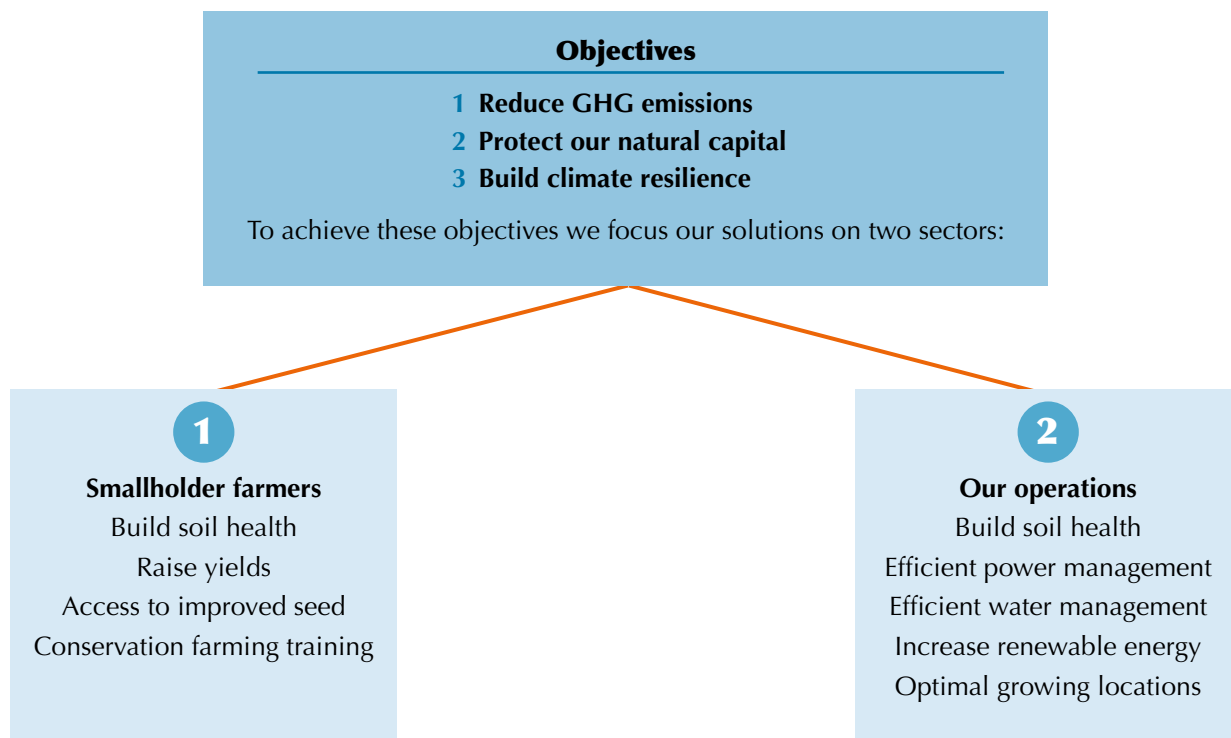 Objectives
1 Reduce GHG emissions
2 Protect our natural capital
3 Build climate resilience
To achieve these objectives we focus our solutions on two sectors:
1
Smallholder farmers
Build soil health
Raise yields
Access to improved seed
Conservation farming training
2
Our operations
Build soil health
Efficient power management
Efficient water management
Increase renewable energy
Optimal growing locations